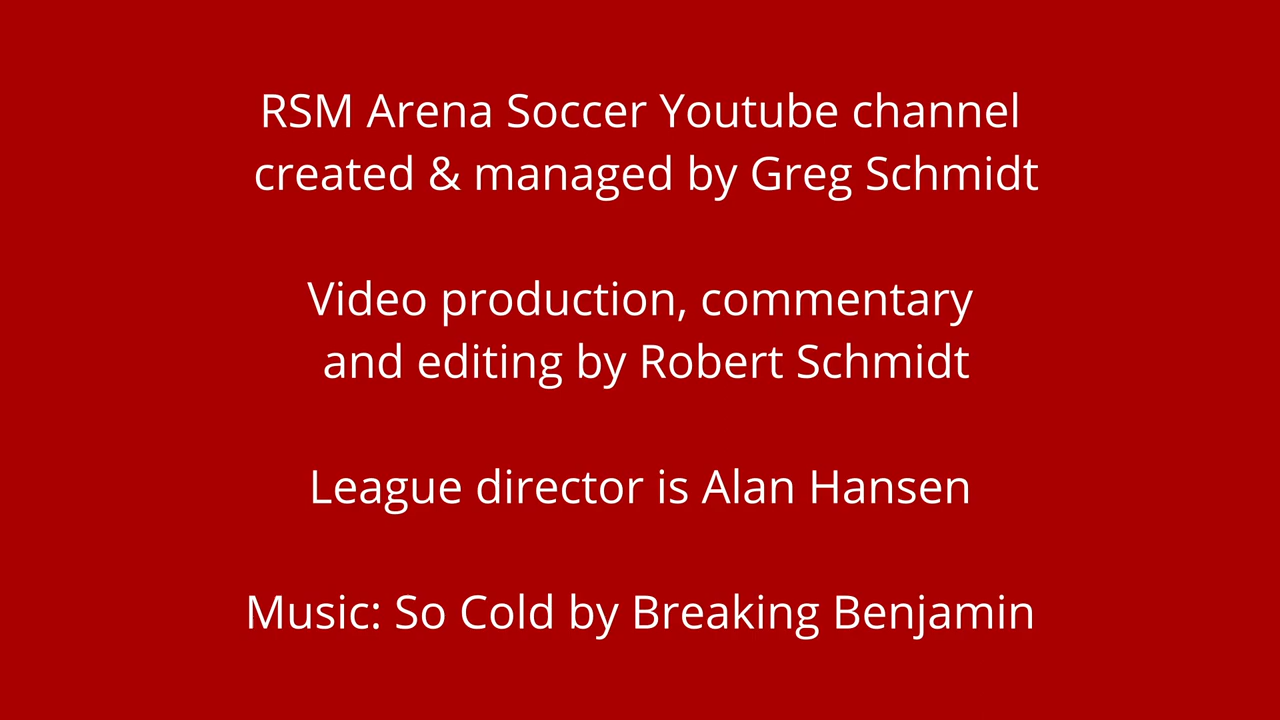 RSM Arena Soccer Youtube channel
created & managed by Greg Schmidt
Video production, commentary
and editing by Robert Schmidt
League director is Alan Hansen
Music: So Cold by Breaking Benjamin